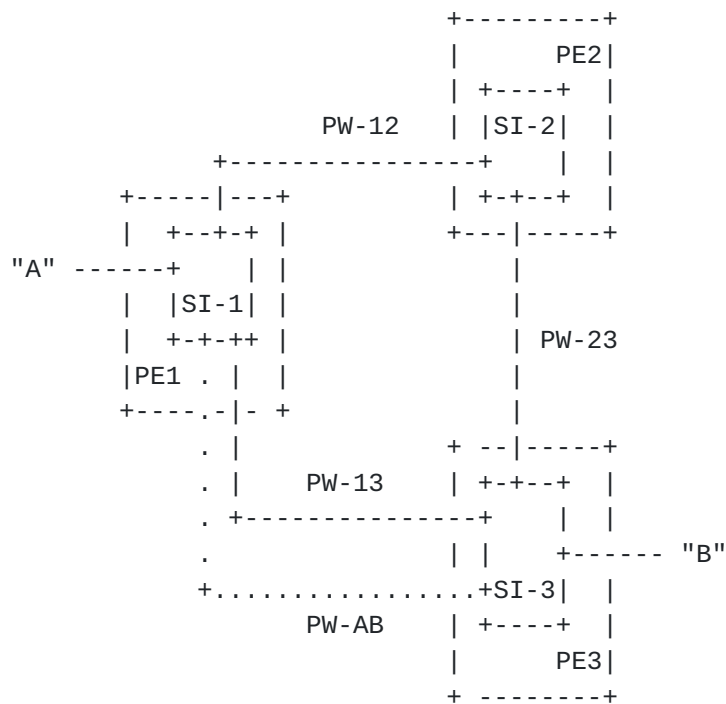 PE2
PW-12 SI-2
"A"
SI-1
PW-23
PE1
PW-13
"B"
SI-3
PW-AB
PE3